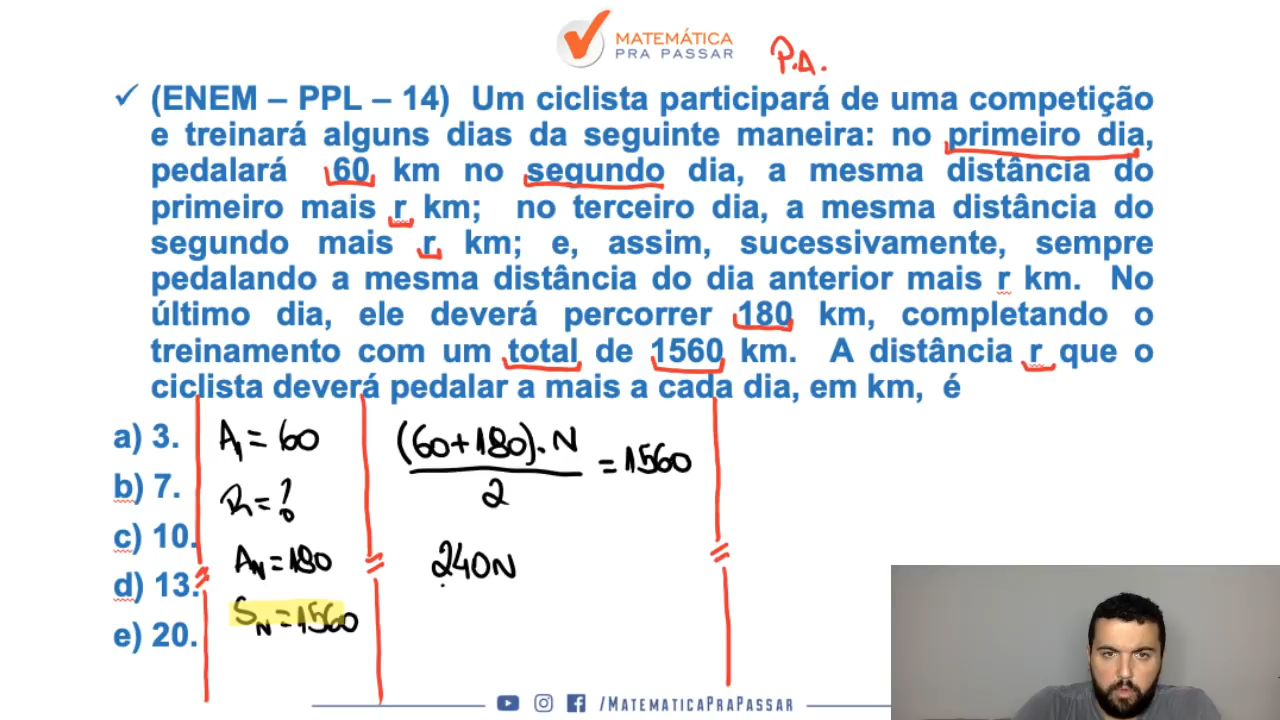 MATEMÁTICA
PRA PASSAR
P.A.
(ENEM – PPL – 14) Um ciclista participará de uma competição
e treinará alguns dias da seguinte maneira: no primeiro dia,
pedalará 60 km no segundo dia, a mesma distância do
primeiro mais r km; no terceiro dia, a mesma distância do
segundo mais r km; e, assim, sucessivamente, sempre
pedalando a mesma distância do dia anterior mais r km. No
último dia, ele deverá percorrer 180 km, completando o
treinamento com um total de 1560 km. A distância r que o
ciclista deverá pedalar a mais a cada dia, em km, é
a) 3.
b) 7.
c) 10.
d) 13.
e) 20.
A1 = 60
R = ?
AN = 180
SN = 1560
(60+180).N
= 1560
2
240N
/MATEMATICAPRAPASSAR